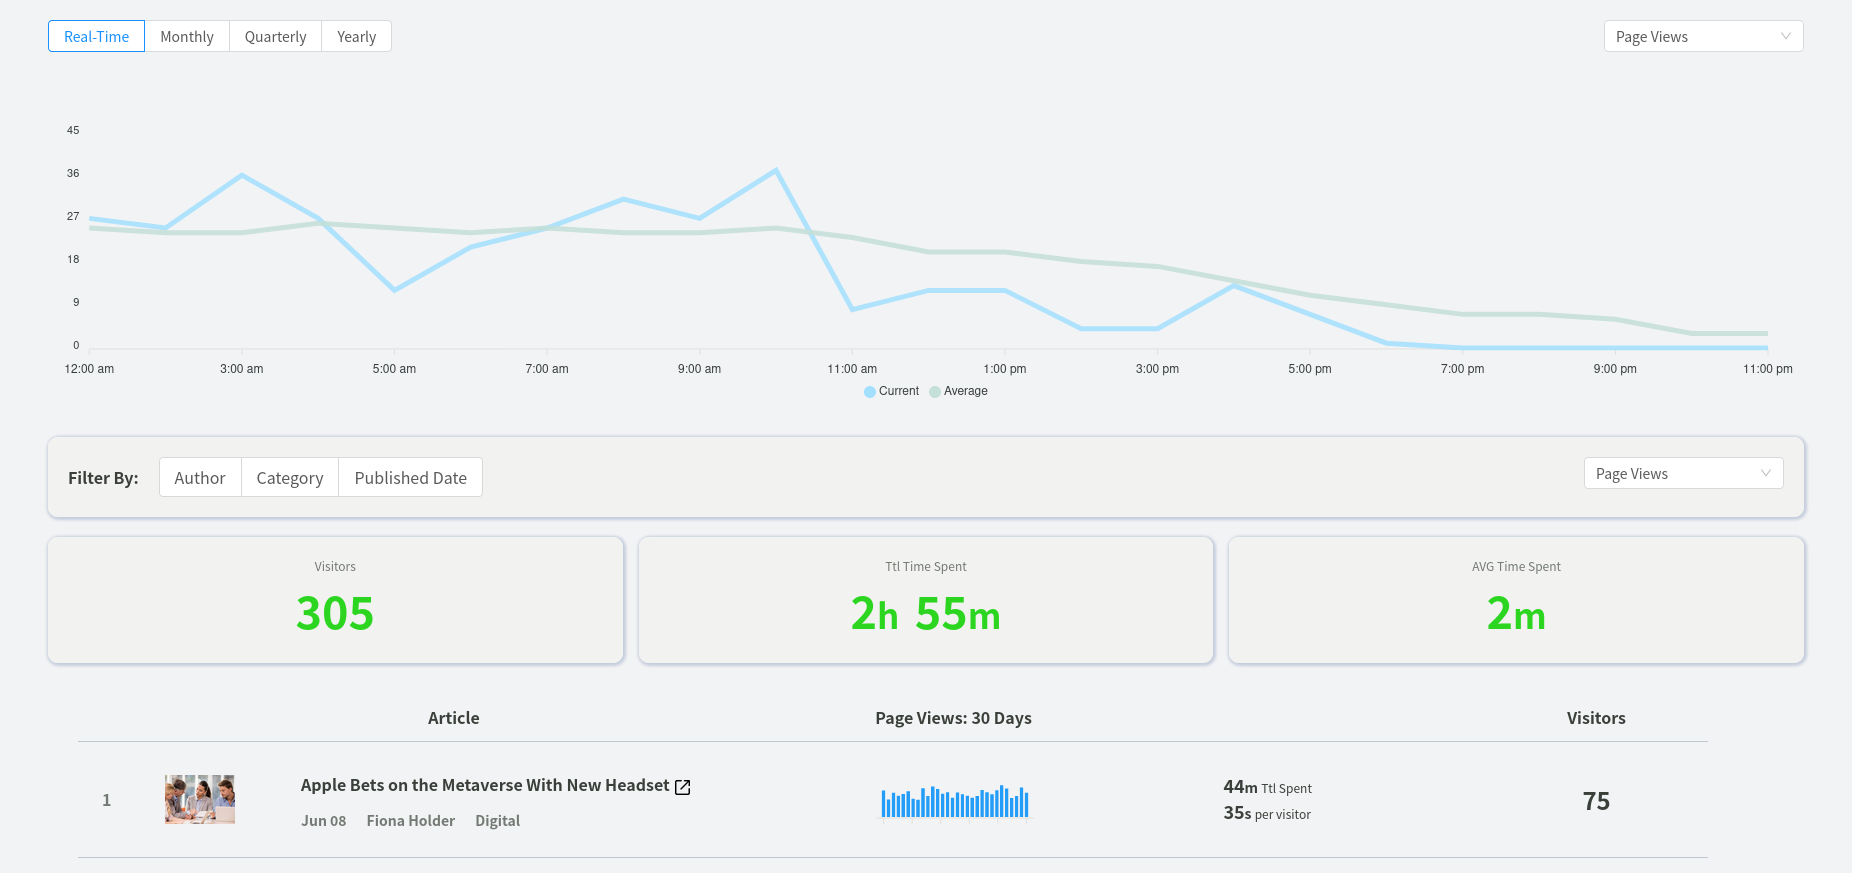 Real-Time Monthly Quarterly Yearly Page Views
45
36
27
18
9
0
12:00 am 3:00 am 5:00 am 7:00 am 9:00 am 11:00 am 1:00 pm 3:00 pm 5:00 pm 7:00 pm 9:00 pm 11:00 pm
Current Average
Filter By: Author Category Published Date Page Views
Visitors Ttl Time Spent AVG Time Spent
305 2h 55m 2m
Article Page Views: 30 Days Visitors
1 Apple Bets on the Metaverse With New Headset 44m Ttl Spent 75
Jun 08 Fiona Holder Digital 35s per visitor